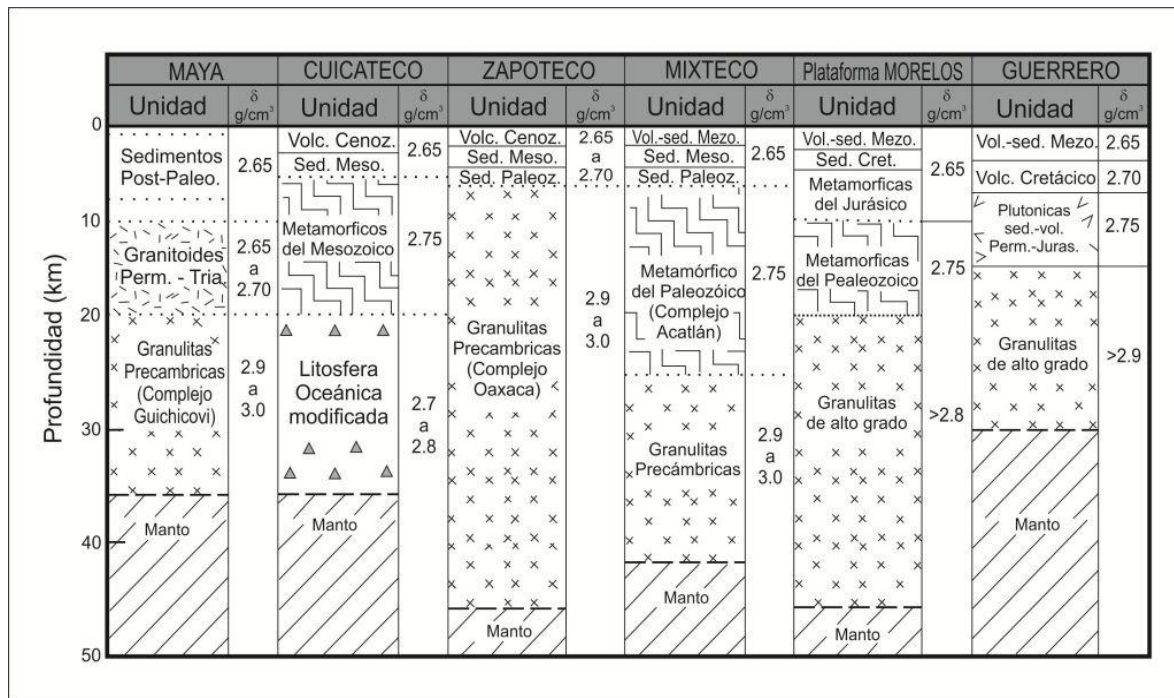 MAYA
CUICATECO
ZAPOTECO
MIXTECO
Plataforma MORELOS
GUERRERO
Unidad
δ
g/cm³
Unidad
δ
g/cm³
Unidad
δ
g/cm³
Unidad
δ
g/cm³
Unidad
δ
g/cm³
Unidad
δ
g/cm³
Profundidad (km)
0
10
20
30
40
50
Sedimentos
Post-Paleo.
2.65
Granitoides
Perm. - Tria.
2.65
a
2.70
Granulitas
Precambricas
(Complejo
Guichicovi)
2.9
a
3.0
Manto
Volc. Cenoz.
Sed. Meso.
2.65
Metamorficos
del Mesozoico
2.75
Litosfera
Oceánica
modificada
2.7
a
2.8
Manto
Volc. Cenoz.
Sed. Meso.
Sed. Paleoz.
2.65
a
2.70
Granulitas
Precambricas
(Complejo
Oaxaca)
2.9
a
3.0
Manto
Vol.-sed. Mezo.
Sed. Meso.
Sed. Paleoz.
2.65
Metamórfico
del Paleozóico
(Complejo
Acatlán)
2.75
Granulitas
Precámbricas
2.9
a
3.0
Manto
Vol.-sed. Mezo.
Sed. Cret.
Metamorficas
del Jurásico
2.65
Metamorficas
del Pealeozoico
2.75
Granulitas
de alto grado
>2.8
Manto
Vol.-sed. Mezo.
2.65
Volc. Cretácico
2.70
Plutonicas
sed.-vol.
Perm.-Juras.
2.75
Granulitas
de alto grado
>2.9
Manto